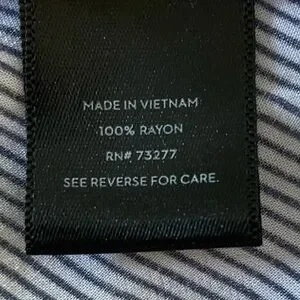 MADE IN VIETNAM
100% RAYON
RN# 73277
SEE REVERSE FOR CARE.